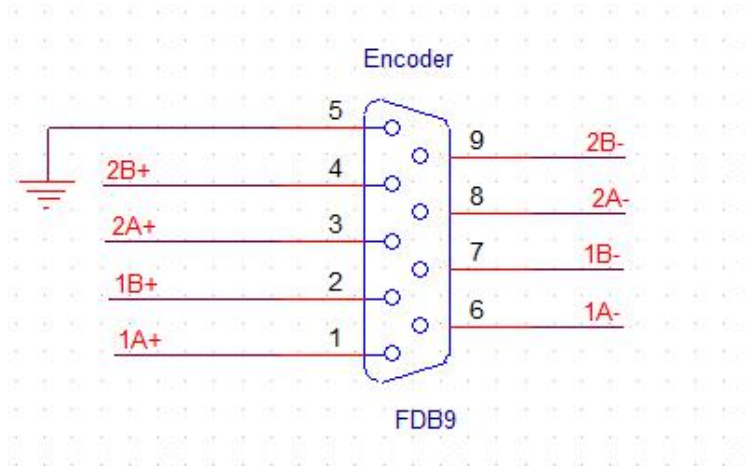 Encoder
5
9
2B-
2B+
4
8
2A-
2A+
3
7
1B-
1B+
2
6
1A-
1A+
1
FDB9